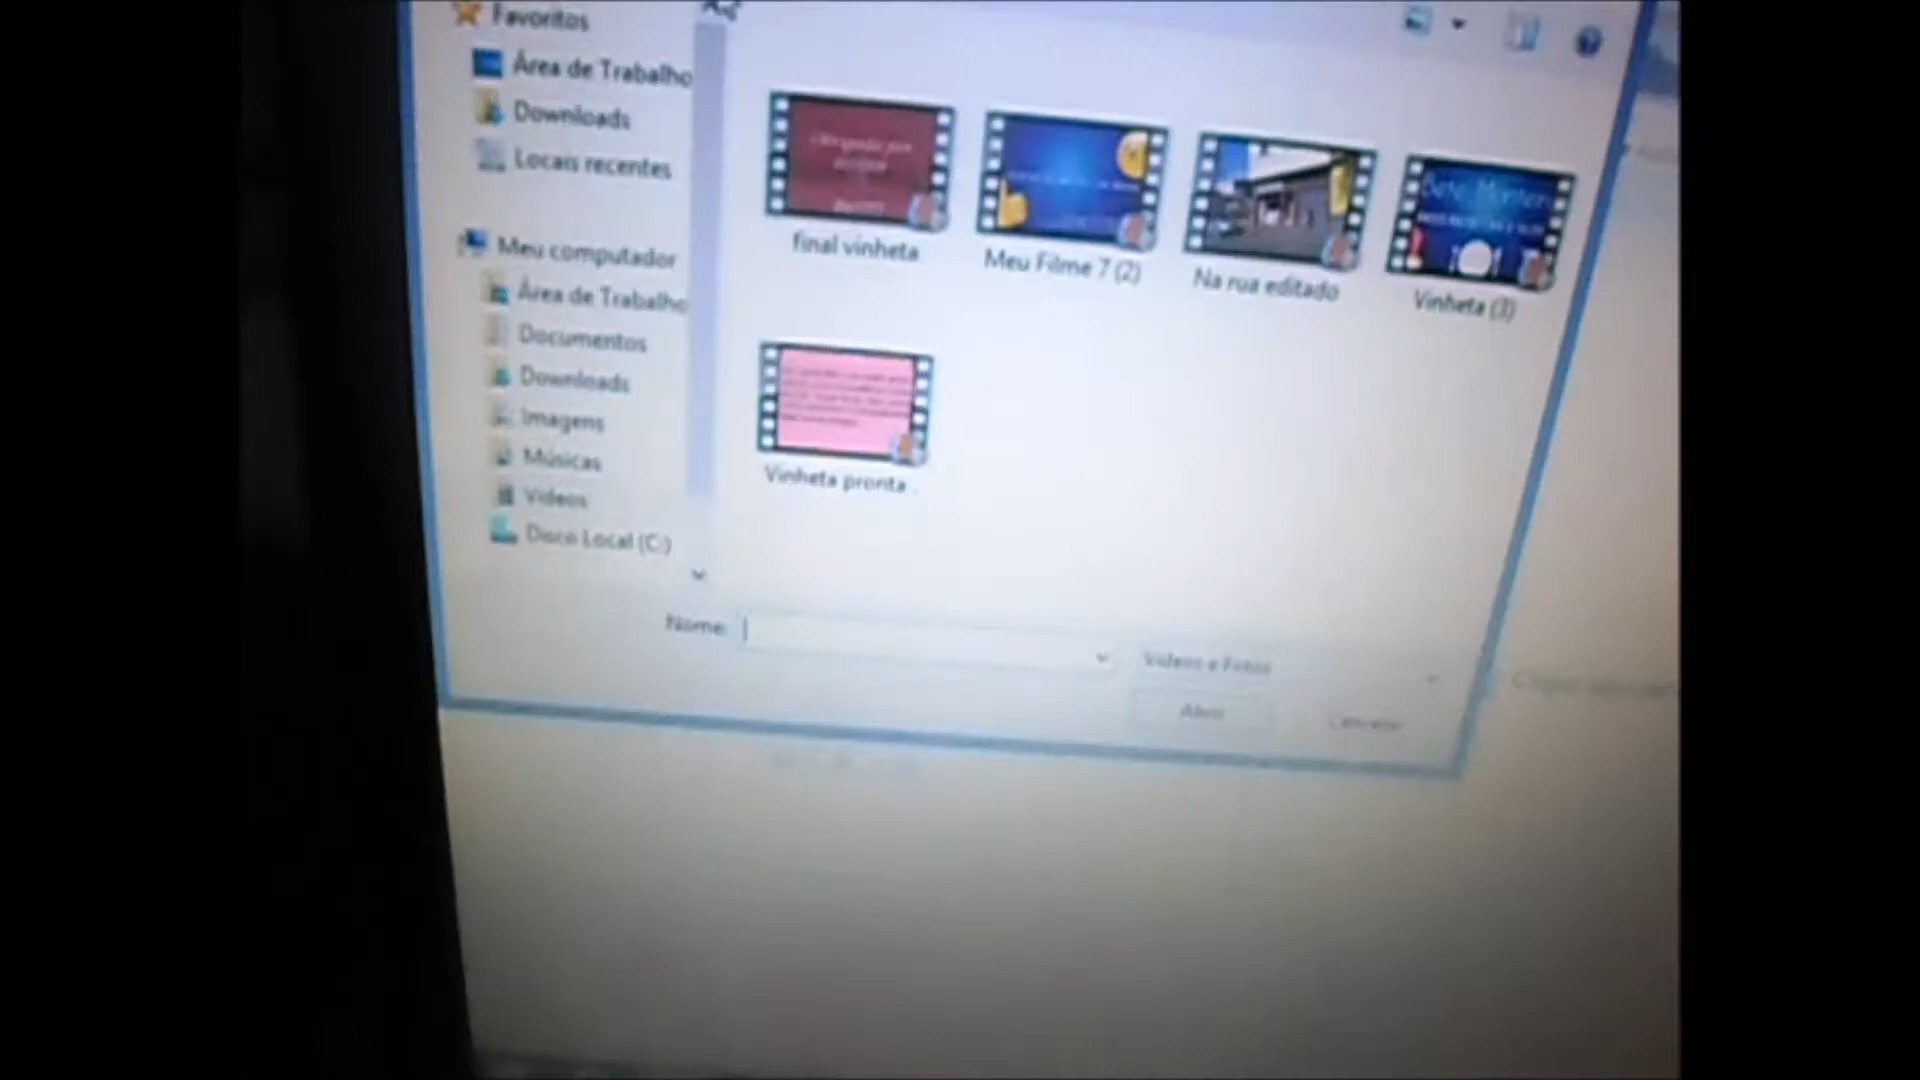 Favoritos
Área de Trabalho
Downloads
Locais recentes
Meu computador
Área de Trabalho
Documentos
Downloads
Imagens
Músicas
Vídeos
Disco Local (C:)
final vinheta
Meu Filme 7 (2)
Na rua editado
Vinheta (3)
Vinheta pronta .
Nome:
Vídeos e Fotos
Abrir
Cancelar